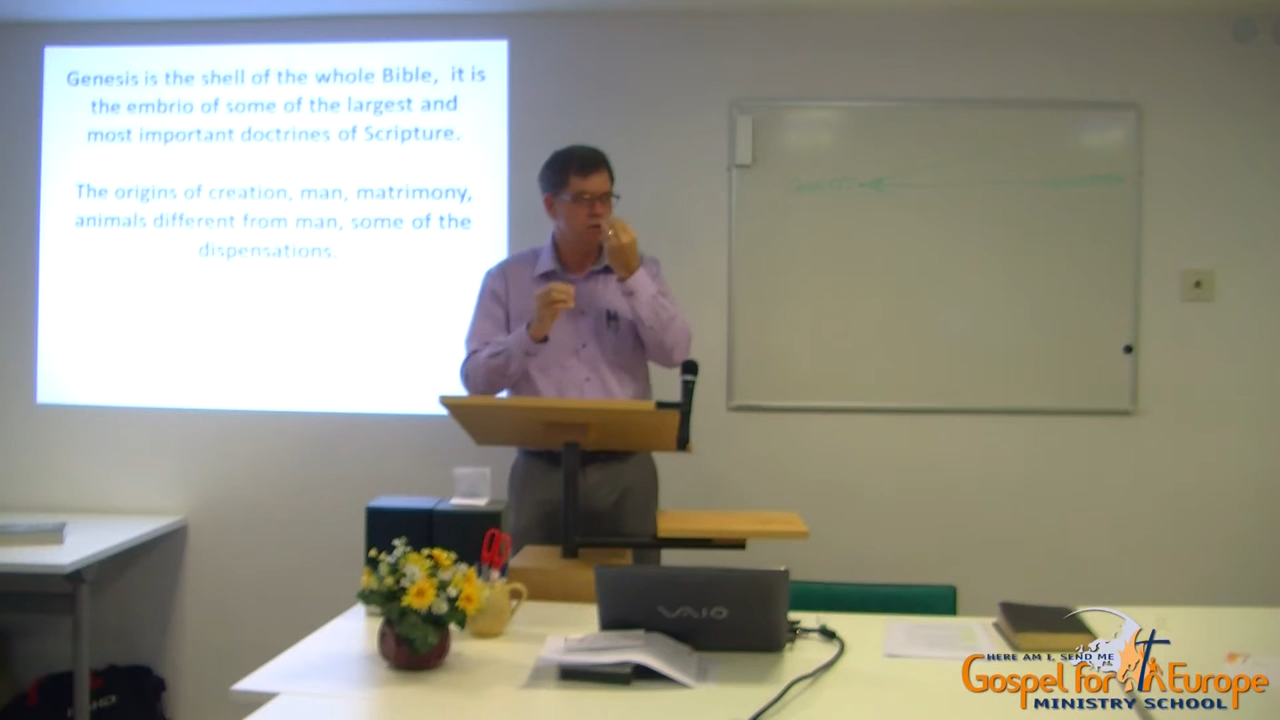 Genesis is the shell of the whole Bible, it is
the embrio of some of the largest and
most important doctrines of Scripture.
The origins of creation, man, matrimony,
animals different from man, some of the
dispensations.
VAIO
HERE AM I, SEND ME
Gospel for Europe
MINISTRY SCHOOL